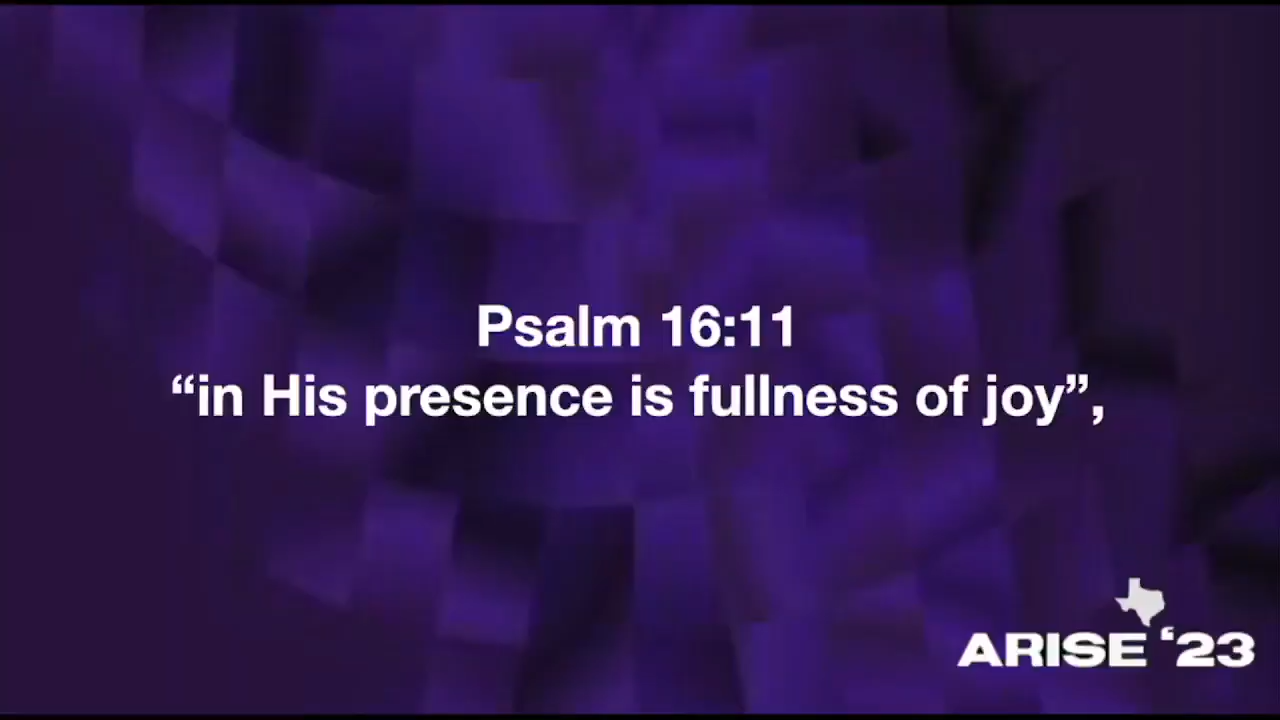 Psalm 16:11
“in His presence is fullness of joy”,
ARISE ‘23